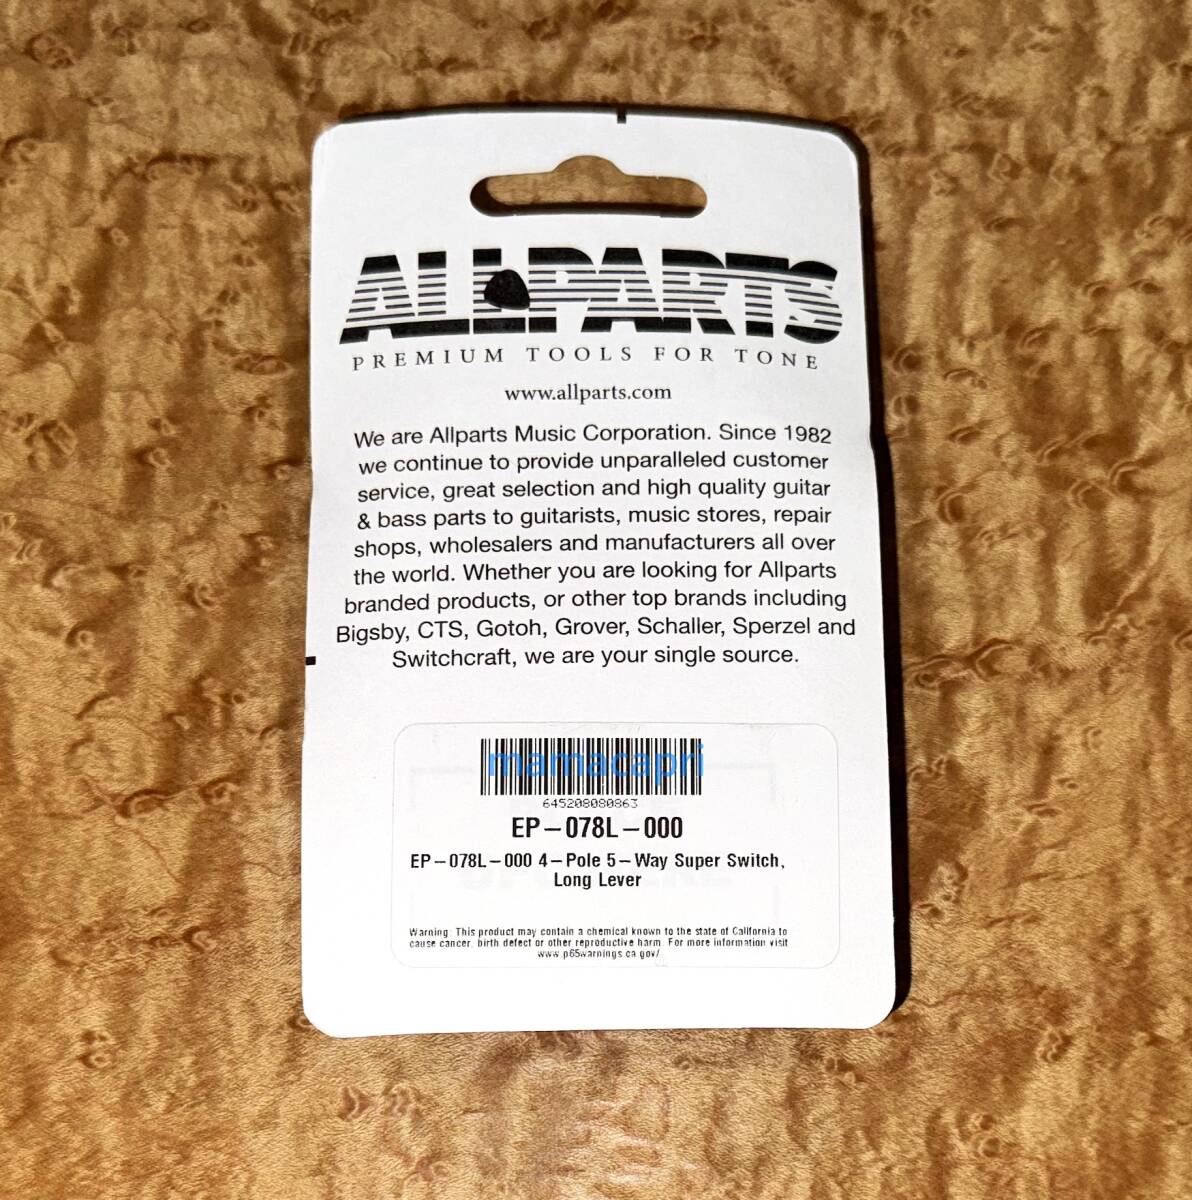 ALLPARTS
PREMIUM TOOLS FOR TONE
www.allparts.com
We are Allparts Music Corporation. Since 1982
we continue to provide unparalleled customer
service, great selection and high quality guitar
& bass parts to guitarists, music stores, repair
shops, wholesalers and manufacturers all over
the world. Whether you are looking for Allparts
branded products, or other top brands including
Bigsby, CTS, Gotoh, Grover, Schaller, Sperzel and
Switchcraft, we are your single source.
mamacapri
645208080863
EP-078L-000
EP-078L-000 4-Pole 5-Way Super Switch,
Long Lever
Warning: This product may contain a chemical known to the state of California to
cause cancer, birth defect or other reproductive harm. For more information visit
www.p65warnings.ca.gov/